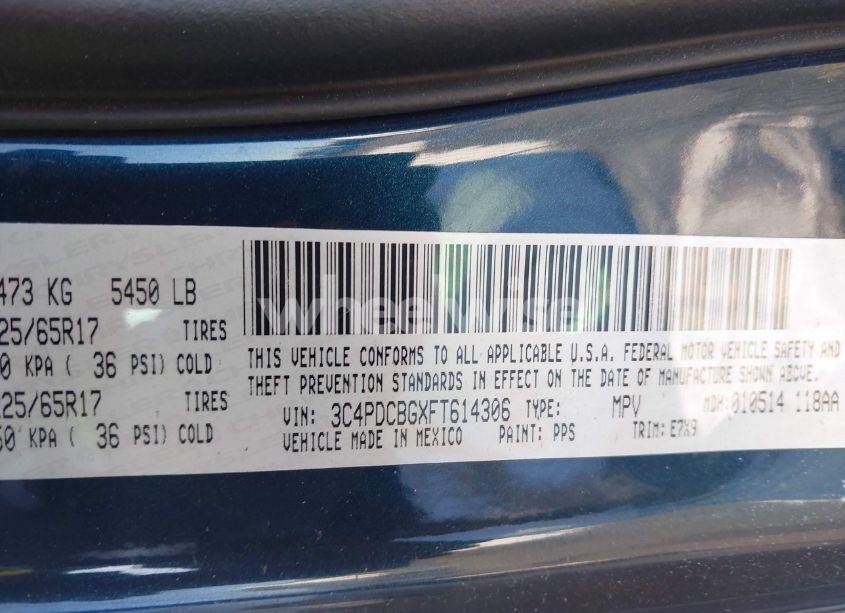 473 KG 5450 LB
25/65R17 TIRES
0 KPA ( 36 PSI) COLD
25/65R17 TIRES
50 KPA ( 36 PSI) COLD
THIS VEHICLE CONFORMS TO ALL APPLICABLE U.S.A. FEDERAL MOTOR VEHICLE SAFETY AND
THEFT PREVENTION STANDARDS IN EFFECT ON THE DATE OF MANUFACTURE SHOWN ABOVE.
VIN: 3C4PDCBGXFT614306 TYPE: MPV MDH: 010514 118AA
VEHICLE MADE IN MEXICO PAINT: PPS TRIM: E7X9
wheelwise